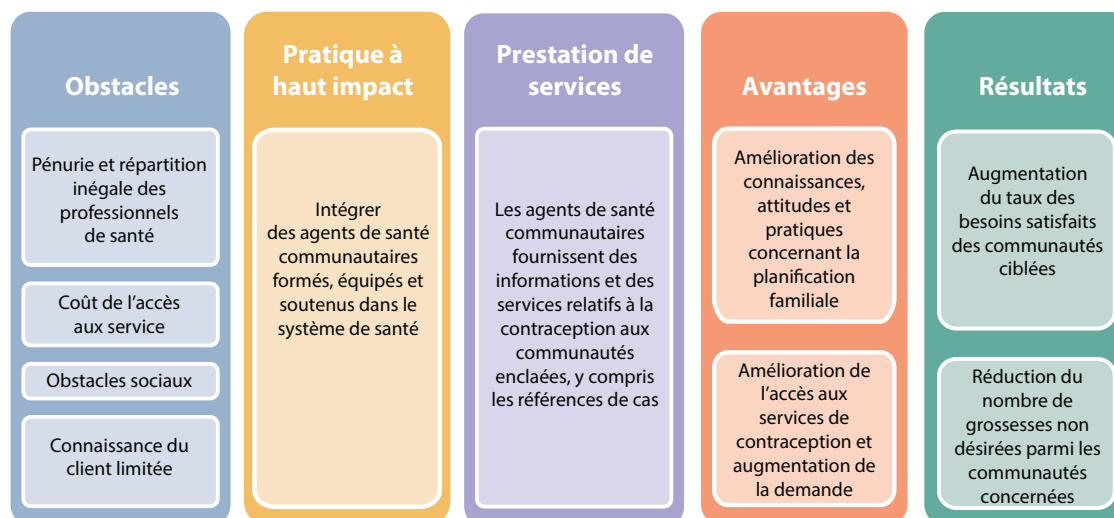 Obstacles
Pénurie et répartition
inégale des
professionnels
de santé
Coût de l’accès
aux service
Obstacles sociaux
Connaissance du
client limitée
Pratique à
haut impact
Intégrer
des agents de santé
communautaires
formés, équipés et
soutenus dans le
système de santé
Prestation de
services
Les agents de santé
communautaires
fournissent des
informations et des
services relatifs à la
contraception aux
communautés
enclaées, y compris
les références de cas
Avantages
Amélioration des
connaissances,
attitudes et
pratiques
concernant la
planification
familiale
Amélioration de
l’accès aux
services de
contraception et
augmentation de
la demande
Résultats
Augmentation
du taux des
besoins satisfaits
des communautés
ciblées
Réduction du
nombre de
grossesses non
désirées parmi les
communautés
concernées